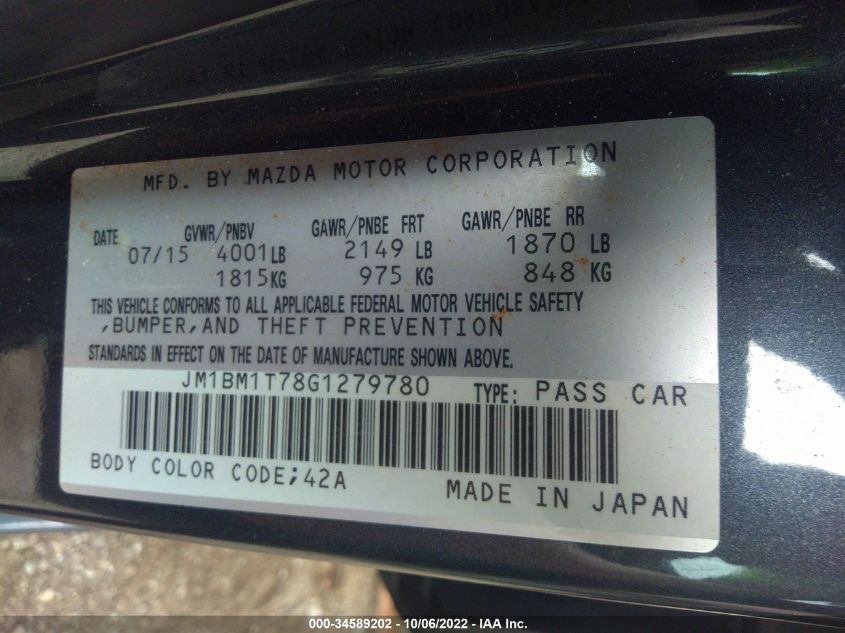 MFD. BY MAZDA MOTOR CORPORATION
DATE GVWR/PNBV GAWR/PNBE FRT GAWR/PNBE RR
07/15 4001LB 2149 LB 1870 LB
1815KG 975 KG 848 KG
THIS VEHICLE CONFORMS TO ALL APPLICABLE FEDERAL MOTOR VEHICLE SAFETY
,BUMPER,AND THEFT PREVENTION
STANDARDS IN EFFECT ON THE DATE OF MANUFACTURE SHOWN ABOVE.
JM1BM1T78G1279780 TYPE: PASS CAR
BODY COLOR CODE;42A
MADE IN JAPAN
000-34589202 - 10/06/2022 - IAA Inc.